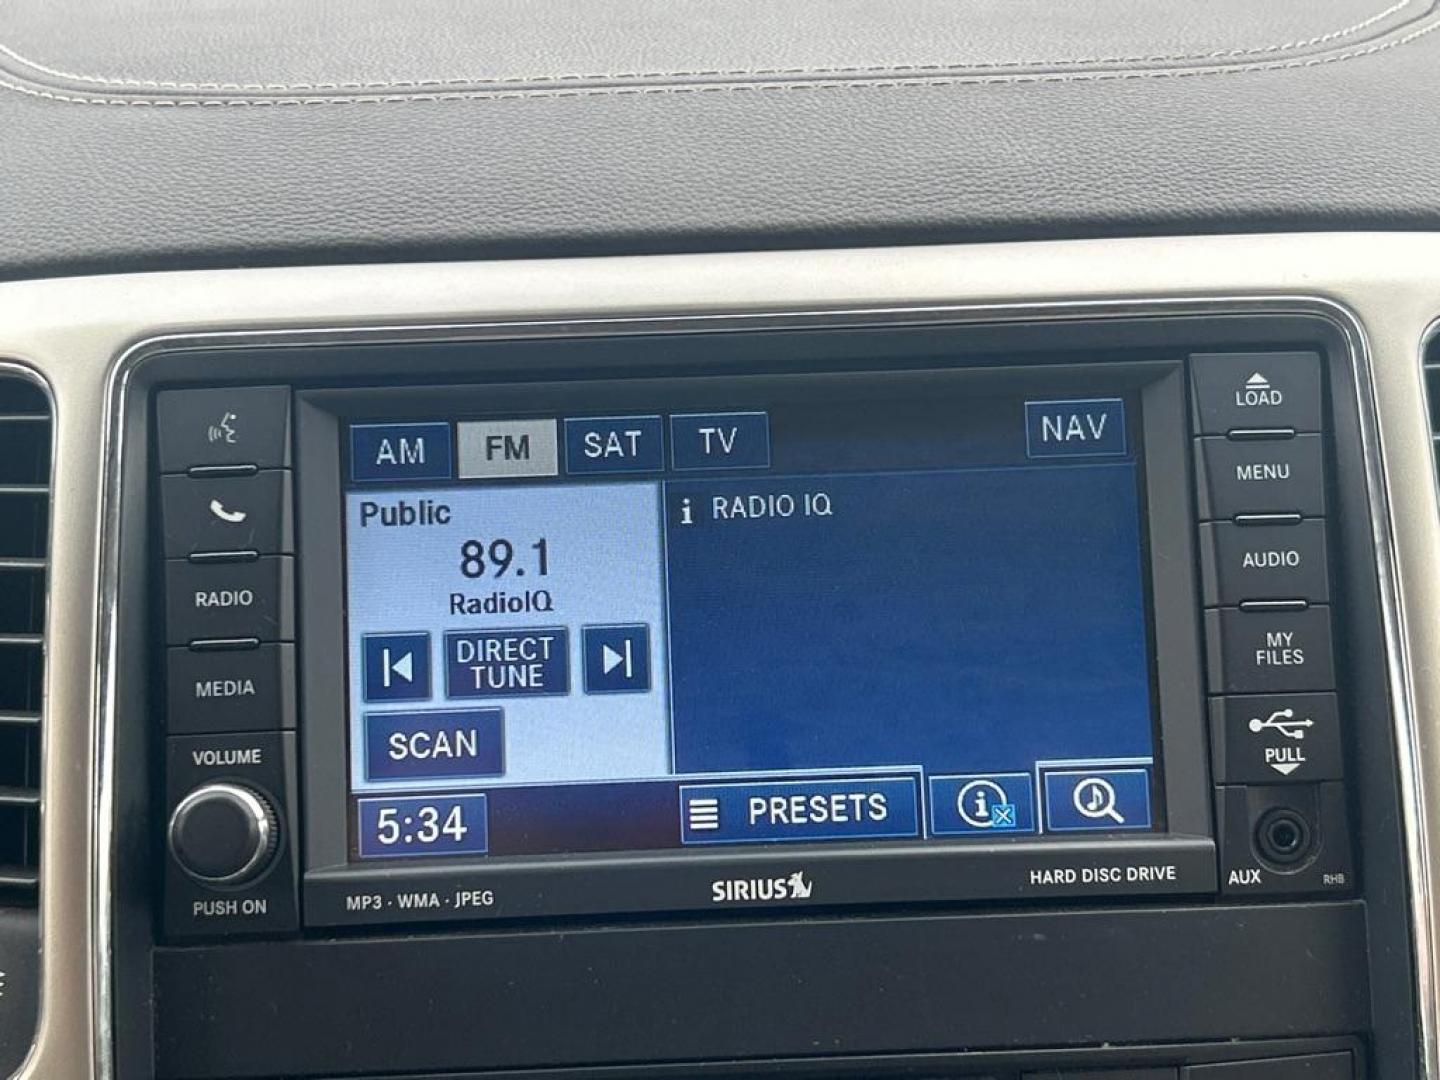 AM FM SAT TV NAV
Public
89.1
RadioIQ
i RADIO IQ
DIRECT
TUNE
SCAN
5:34
PRESETS
i
RADIO
MEDIA
VOLUME
PUSH ON
LOAD
MENU
AUDIO
MY
FILES
PULL
AUX
RHB
MP3 · WMA · JPEG
SIRIUS
HARD DISC DRIVE